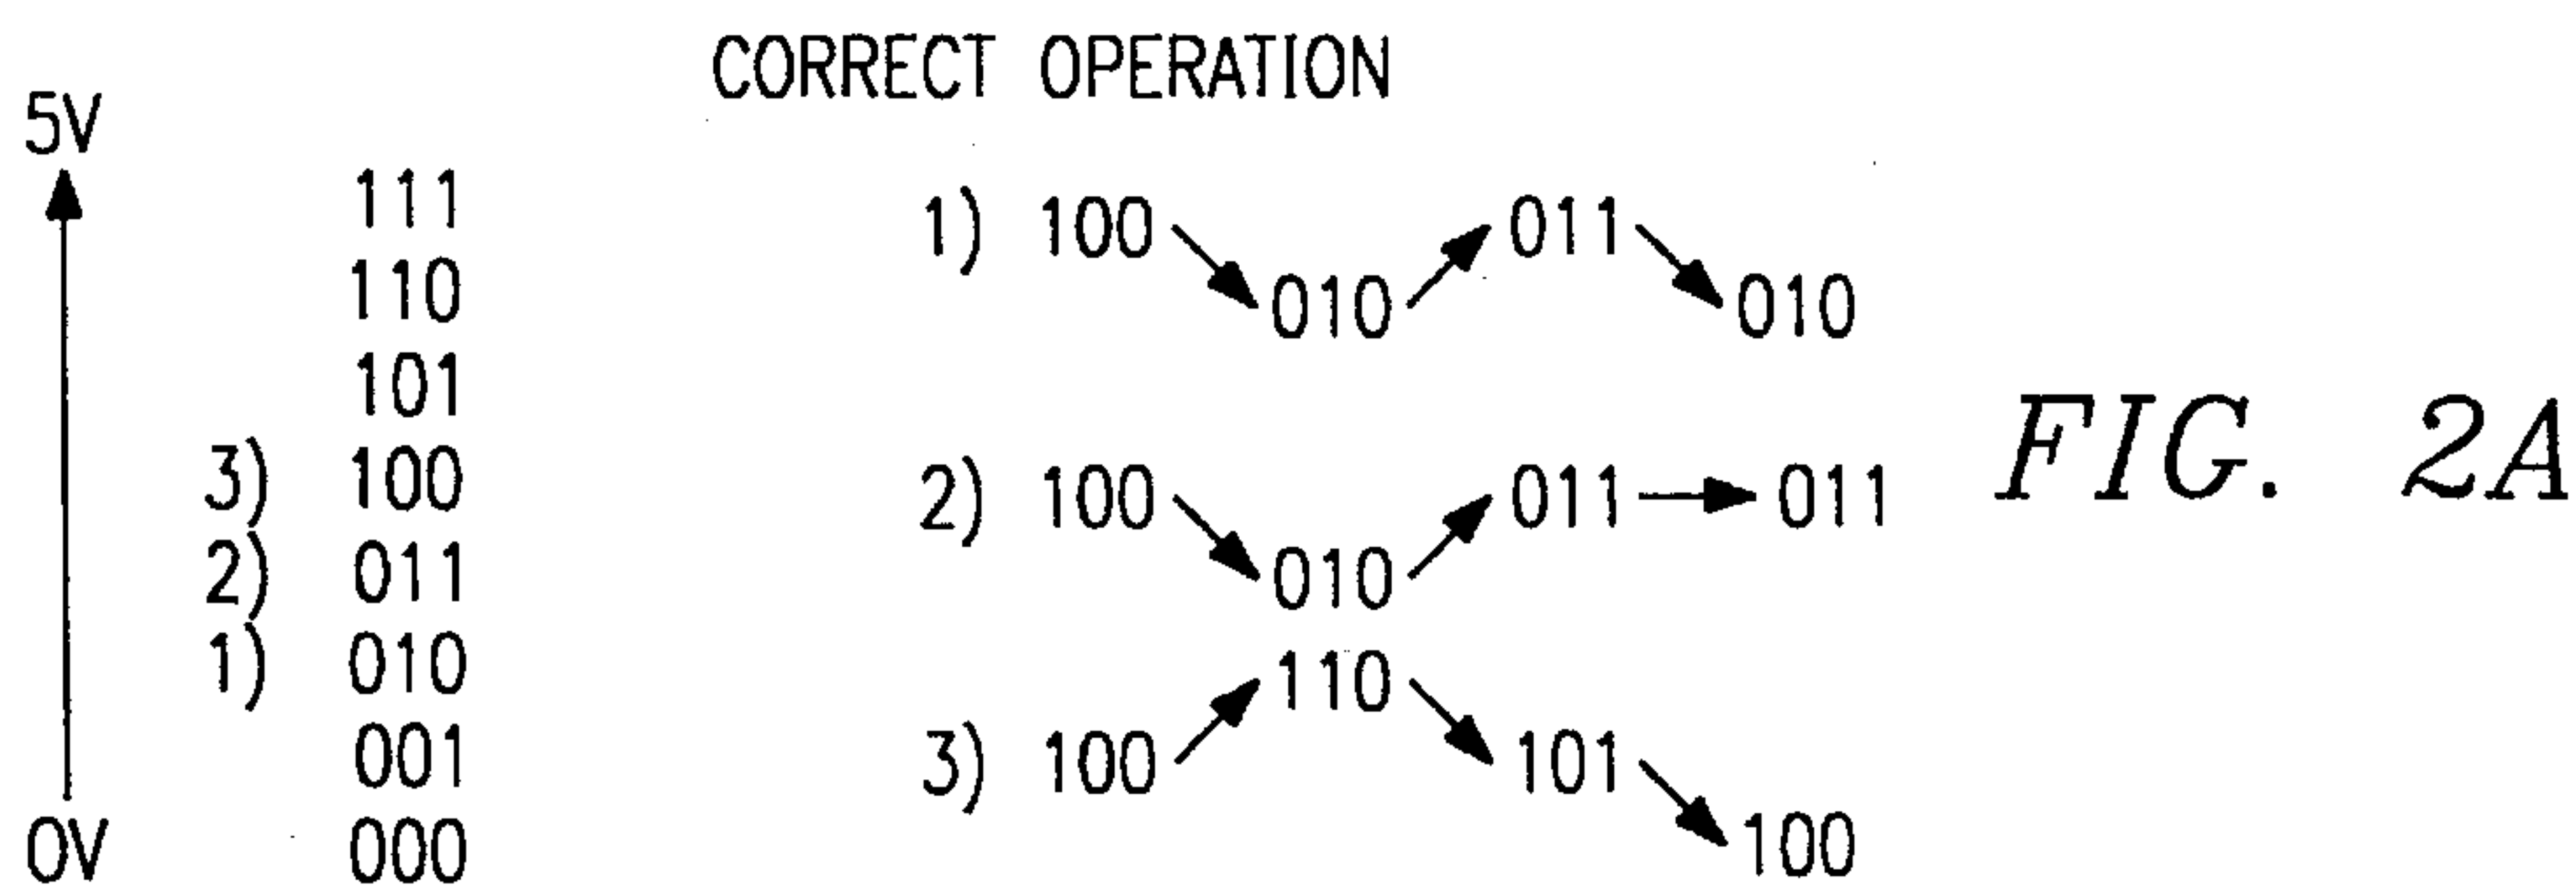 CORRECT OPERATION
5V
111
110
101
3) 100
2) 011
1) 010
001
0V 000
1) 100 010 011 010
2) 100 010 011 011
3) 100 110 101 100
FIG. 2A